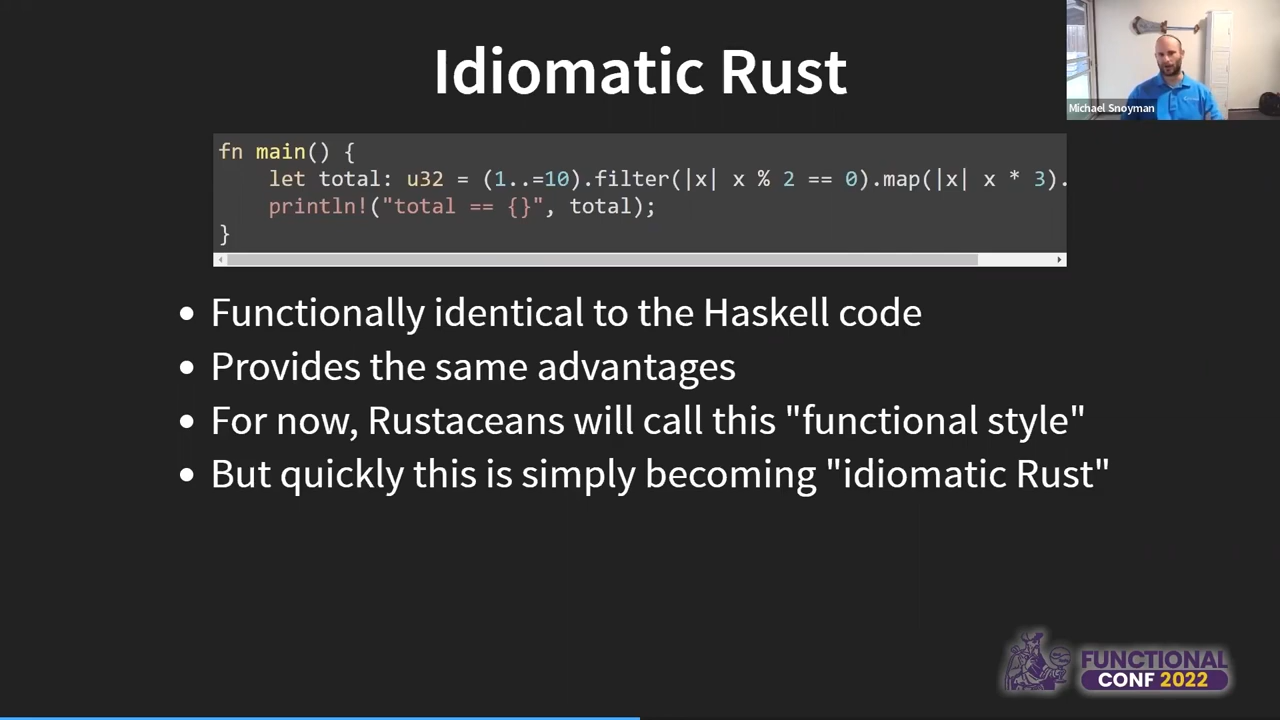 Idiomatic Rust
Michael Snoyman
fn main() {
    let total: u32 = (1..=10).filter(|x| x % 2 == 0).map(|x| x * 3).
    println!("total == {}", total);
}
• Functionally identical to the Haskell code
• Provides the same advantages
• For now, Rustaceans will call this "functional style"
• But quickly this is simply becoming "idiomatic Rust"
FUNCTIONAL
CONF 2022